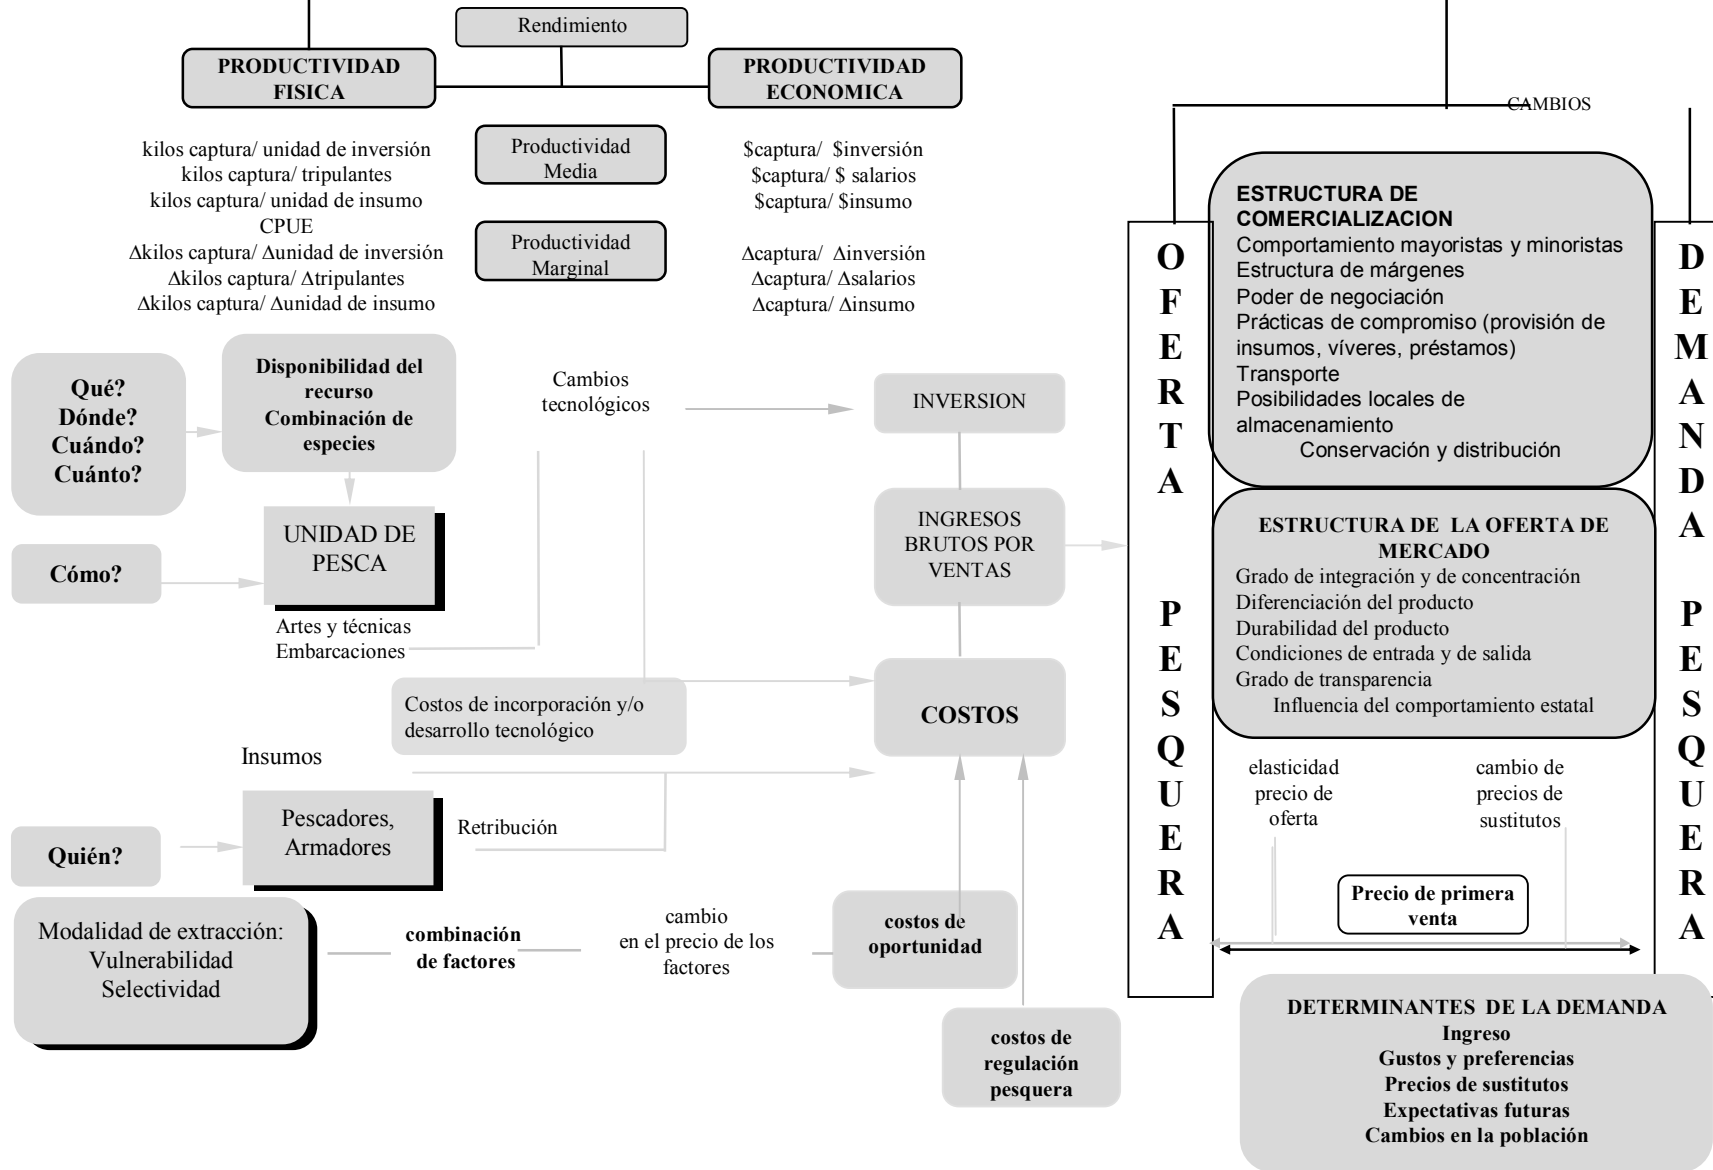 Rendimiento
PRODUCTIVIDAD
FISICA
PRODUCTIVIDAD
ECONOMICA
kilos captura/ unidad de inversión
kilos captura/ tripulantes
kilos captura/ unidad de insumo
CPUE
Δkilos captura/ Δunidad de inversión
Δkilos captura/ Δtripulantes
Δkilos captura/ Δunidad de insumo
Productividad
Media
Productividad
Marginal
$captura/ $inversión
$captura/ $ salarios
$captura/ $insumo
Δcaptura/ Δinversión
Δcaptura/ Δsalarios
Δcaptura/ Δinsumo
Qué?
Dónde?
Cuándo?
Cuánto?
Disponibilidad del
recurso
Combinación de
especies
Cambios
tecnológicos
INVERSION
Cómo?
UNIDAD DE
PESCA
Artes y técnicas
Embarcaciones
INGRESOS
BRUTOS POR
VENTAS
Costos de incorporación y/o
desarrollo tecnológico
COSTOS
Insumos
Quién?
Pescadores,
Armadores
Retribución
Modalidad de extracción:
Vulnerabilidad
Selectividad
combinación
de factores
cambio
en el precio de los
factores
costos de
oportunidad
costos de
regulación
pesquera
CAMBIOS
OFERTA PESQUERA
ESTRUCTURA DE
COMERCIALIZACION
Comportamiento mayoristas y minoristas
Estructura de márgenes
Poder de negociación
Prácticas de compromiso (provisión de
insumos, víveres, préstamos)
Transporte
Posibilidades locales de
almacenamiento
Conservación y distribución
ESTRUCTURA DE LA OFERTA DE
MERCADO
Grado de integración y de concentración
Diferenciación del producto
Durabilidad del producto
Condiciones de entrada y de salida
Grado de transparencia
Influencia del comportamiento estatal
elasticidad
precio de
oferta
cambio de
precios de
sustitutos
Precio de primera
venta
DEMANDA PESQUERA
DETERMINANTES DE LA DEMANDA
Ingreso
Gustos y preferencias
Precios de sustitutos
Expectativas futuras
Cambios en la población